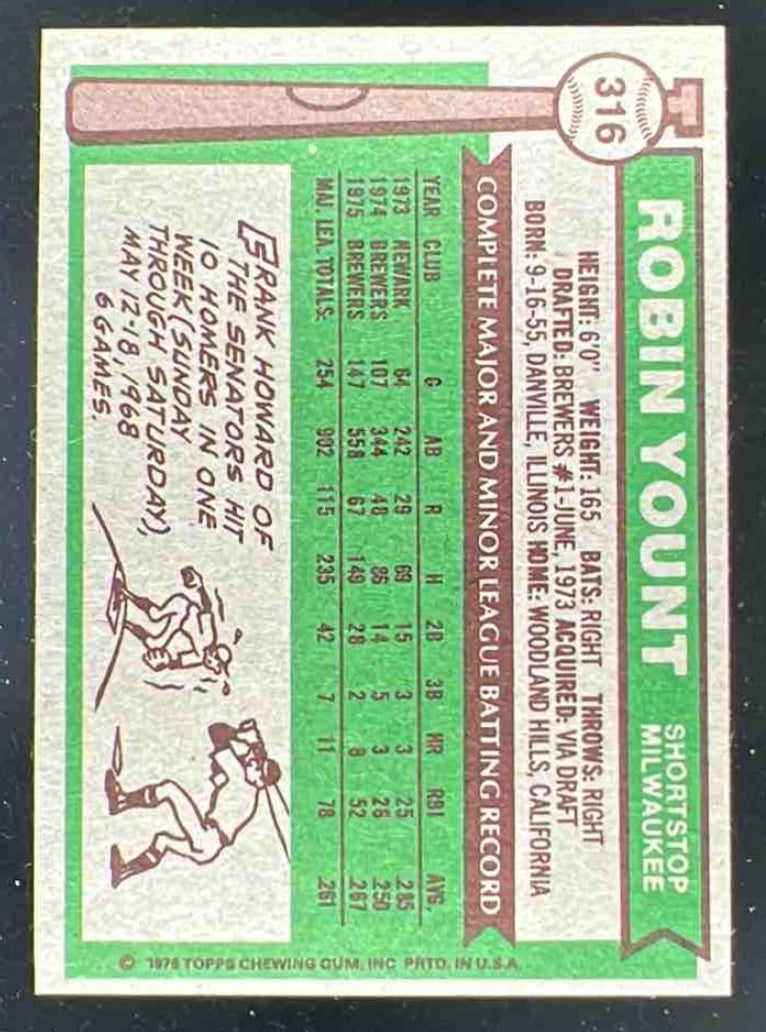 316
ROBIN YOUNT
SHORTSTOP
MILWAUKEE
HEIGHT: 6'0" WEIGHT: 165 BATS: RIGHT THROWS: RIGHT
DRAFTED: BREWERS #1-JUNE, 1973 ACQUIRED: VIA DRAFT
BORN: 9-16-55, DANVILLE, ILLINOIS HOME: WOODLAND HILLS, CALIFORNIA
COMPLETE MAJOR AND MINOR LEAGUE BATTING RECORD
YEAR CLUB G AB R H 2B 3B HR RBI AVG.
1973 NEWARK 64 242 29 69 15 3 3 25 .285
1974 BREWERS 107 344 48 86 14 5 3 26 .250
1975 BREWERS 147 558 67 149 28 2 8 52 .267
MAJ. LEA. TOTALS: 254 902 115 235 42 7 11 78 .261
FRANK HOWARD OF
THE SENATORS HIT
10 HOMERS IN ONE
WEEK (SUNDAY
THROUGH SATURDAY),
MAY 12-18, 1968
6 GAMES.
© 1976 TOPPS CHEWING GUM, INC PRTD. IN U.S.A.